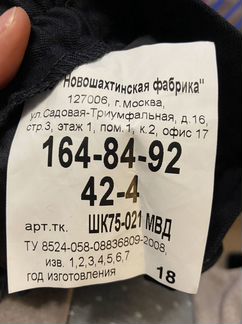 "Новошахтинская фабрика"
127006, г.Москва,
ул.Садовая-Триумфальная, д.16,
стр.3, этаж 1, пом.1, к.2, офис 17
164-84-92
42-4
арт.тк. ШК75-021 МВД
ТУ 8524-058-08836809-2008,
изв. 1,2,3,4,5,6,7
год изготовления 18